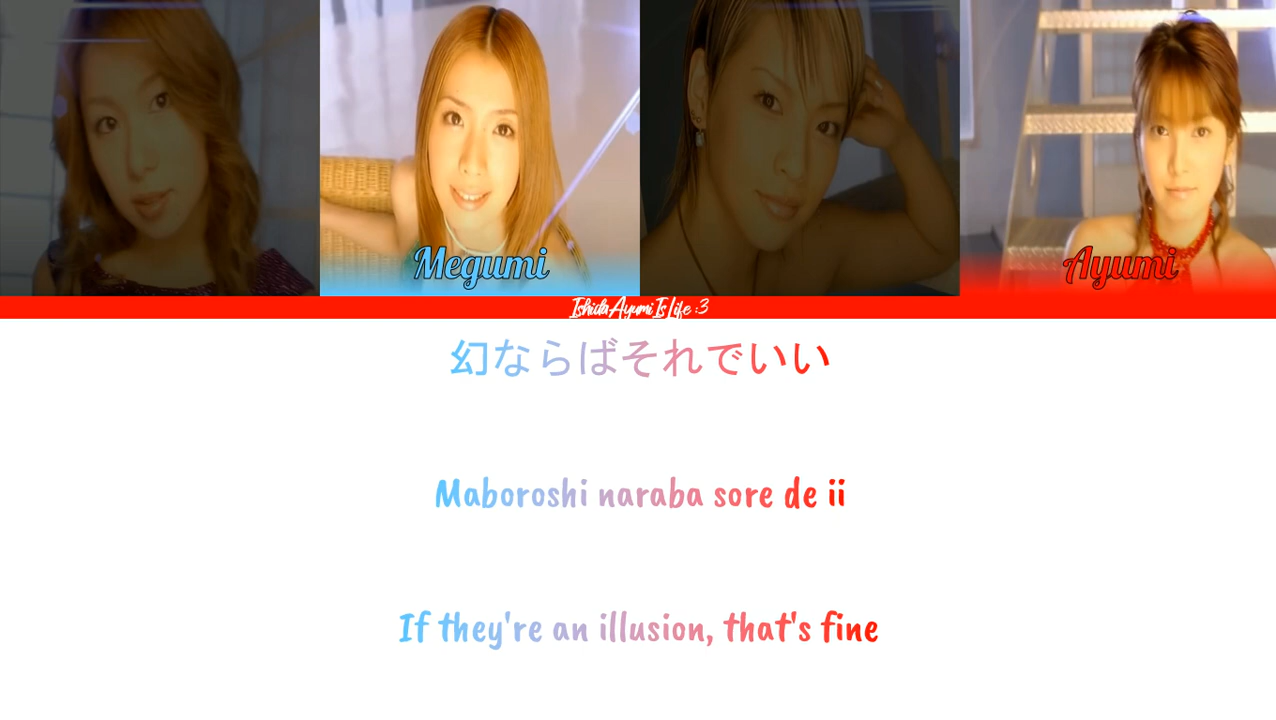 Megumi
Ayumi
IshidaAyumiIsLife :3
幻ならばそれでいい
Maboroshi naraba sore de ii
If they're an illusion, that's fine